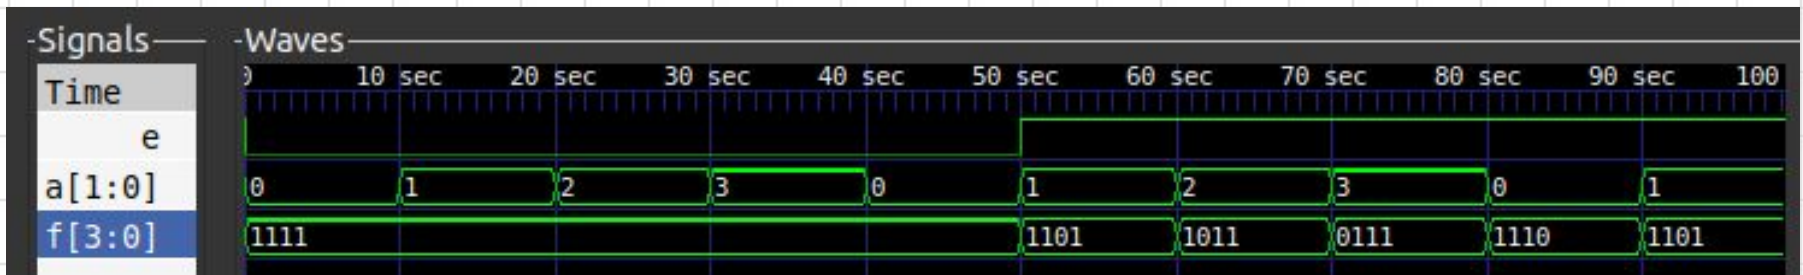 Signals Waves
Time 0 10 sec 20 sec 30 sec 40 sec 50 sec 60 sec 70 sec 80 sec 90 sec 100
e
a[1:0] 0 1 2 3 0 1 2 3 0 1
f[3:0] 1111 1101 1011 0111 1110 1101